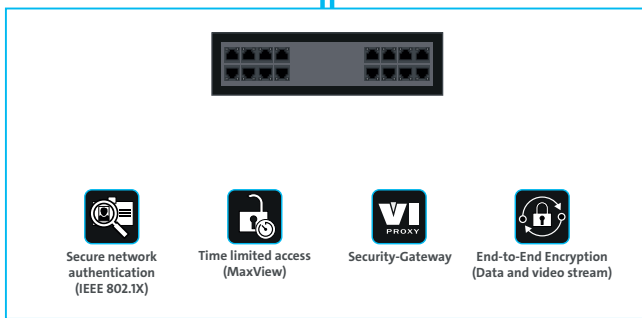 VI
PROXY
Secure network
authentication
(IEEE 802.1X)
Time limited access
(MaxView)
Security-Gateway
End-to-End Encryption
(Data and video stream)